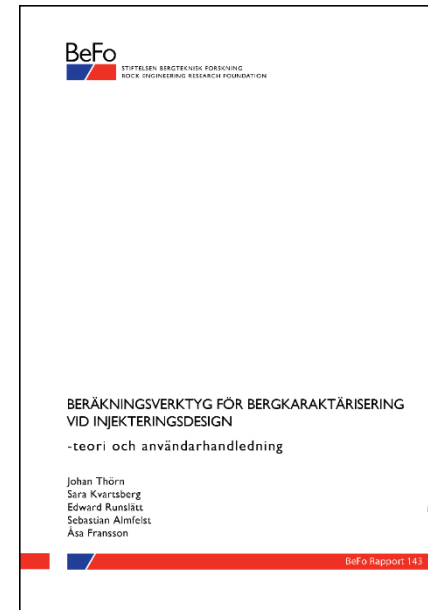 BeFo
STIFTELSEN BERGTEKNISK FORSKNING
ROCK ENGINEERING RESEARCH FOUNDATION
BERÄKNINGSVERKTYG FÖR BERGKARAKTÄRISERING
VID INJEKTERINGSDESIGN
-teori och användarhandledning
Johan Thörn
Sara Kvartsberg
Edward Runslätt
Sebastian Almfelst
Åsa Fransson
BeFo Rapport 143